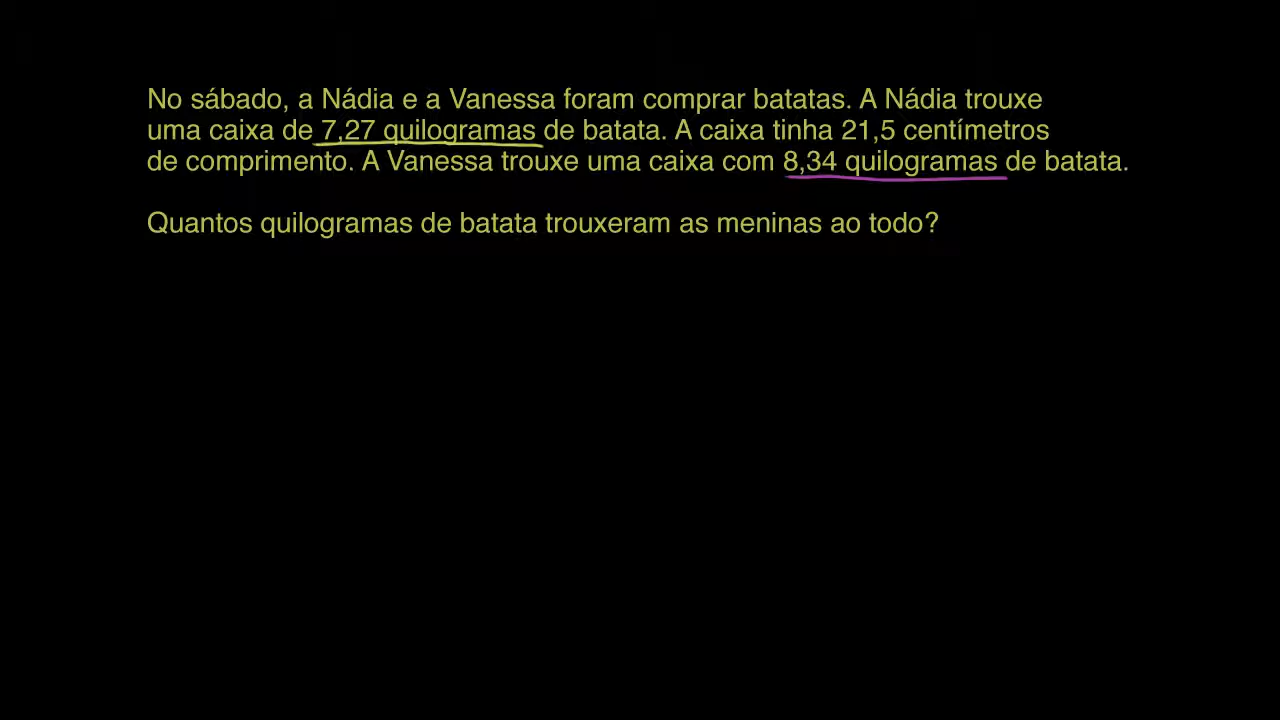 No sábado, a Nádia e a Vanessa foram comprar batatas. A Nádia trouxe
uma caixa de 7,27 quilogramas de batata. A caixa tinha 21,5 centímetros
de comprimento. A Vanessa trouxe uma caixa com 8,34 quilogramas de batata.
Quantos quilogramas de batata trouxeram as meninas ao todo?